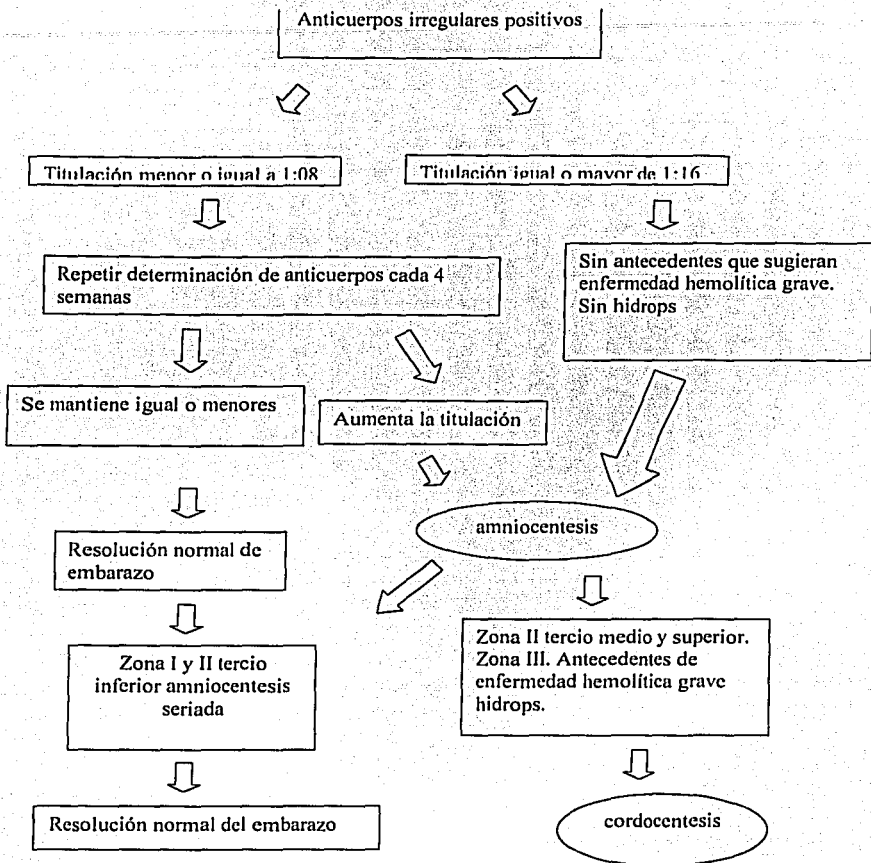 Anticuerpos irregulares positivos
Titulación menor o igual a 1:08
Titulación igual o mayor de 1:16
Repetir determinación de anticuerpos cada 4
semanas
Sin antecedentes que sugieran
enfermedad hemolítica grave.
Sin hidrops
Se mantiene igual o menores
Aumenta la titulación
amniocentesis
Resolución normal de
embarazo
Zona I y II tercio
inferior amniocentesis
seriada
Zona II tercio medio y superior.
Zona III. Antecedentes de
enfermedad hemolítica grave
hidrops.
Resolución normal del embarazo
cordocentesis